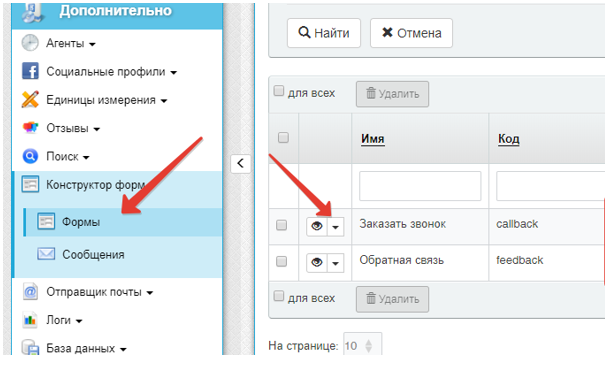 Дополнительно
Агенты
Социальные профили
Единицы измерения
Отзывы
Поиск
Конструктор форм
Формы
Сообщения
Отправщик почты
Логи
База данных
Найти
Отмена
для всех
Удалить
Имя
Код
Заказать звонок
callback
Обратная связь
feedback
для всех
Удалить
На странице: 10